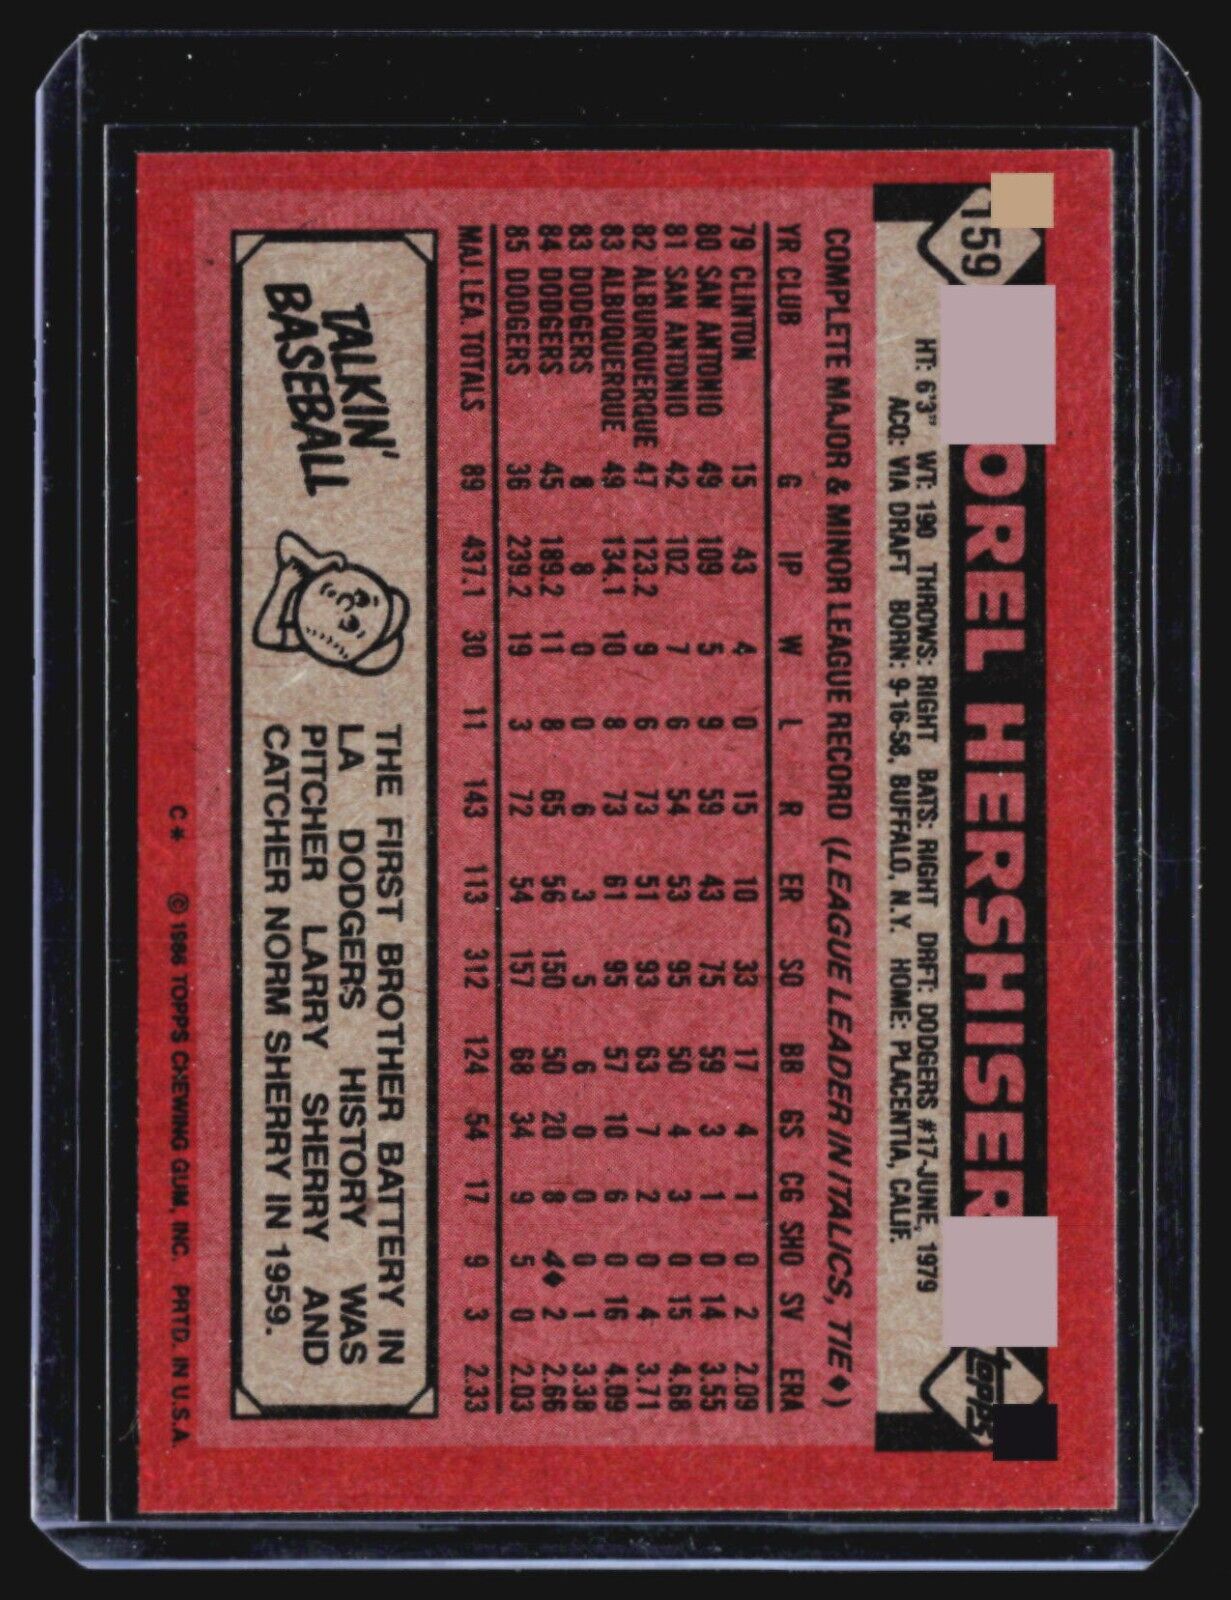 159
OREL HERSHISER
topps
HT: 6'3" WT: 190 THROWS: RIGHT BATS: RIGHT DRFT: DODGERS #17-JUNE, 1979
ACQ: VIA DRAFT BORN: 9-16-58, BUFFALO, N.Y. HOME: PLACENTIA, CALIF.
COMPLETE MAJOR & MINOR LEAGUE RECORD (LEAGUE LEADER IN ITALICS, TIE♦)
YR CLUB G IP W L R ER SO BB GS CG SHO SV ERA
79 CLINTON 15 43 4 0 15 10 33 17 4 1 0 2 2.09
80 SAN ANTONIO 49 109 5 9 59 43 75 59 3 1 0 14 3.55
81 SAN ANTONIO 42 102 7 6 54 53 95 50 4 3 0 15 4.68
82 ALBURQUERQUE 47 123.2 9 6 73 51 93 63 7 2 0 4 3.71
83 ALBUQUERQUE 49 134.1 10 8 73 61 95 57 10 6 0 16 4.09
83 DODGERS 8 8 0 0 6 3 5 6 0 0 0 1 3.38
84 DODGERS 45 189.2 11 8 65 56 150 50 20 8 4♦ 2 2.66
85 DODGERS 36 239.2 19 3 72 54 157 68 34 9 5 0 2.03
MAJ. LEA. TOTALS 89 437.1 30 11 143 113 312 124 54 17 9 3 2.33
TALKIN'
BASEBALL
THE FIRST BROTHER BATTERY IN
LA DODGERS HISTORY WAS
PITCHER LARRY SHERRY AND
CATCHER NORM SHERRY IN 1959.
C* © 1986 TOPPS CHEWING GUM, INC. PRTD. IN U.S.A.